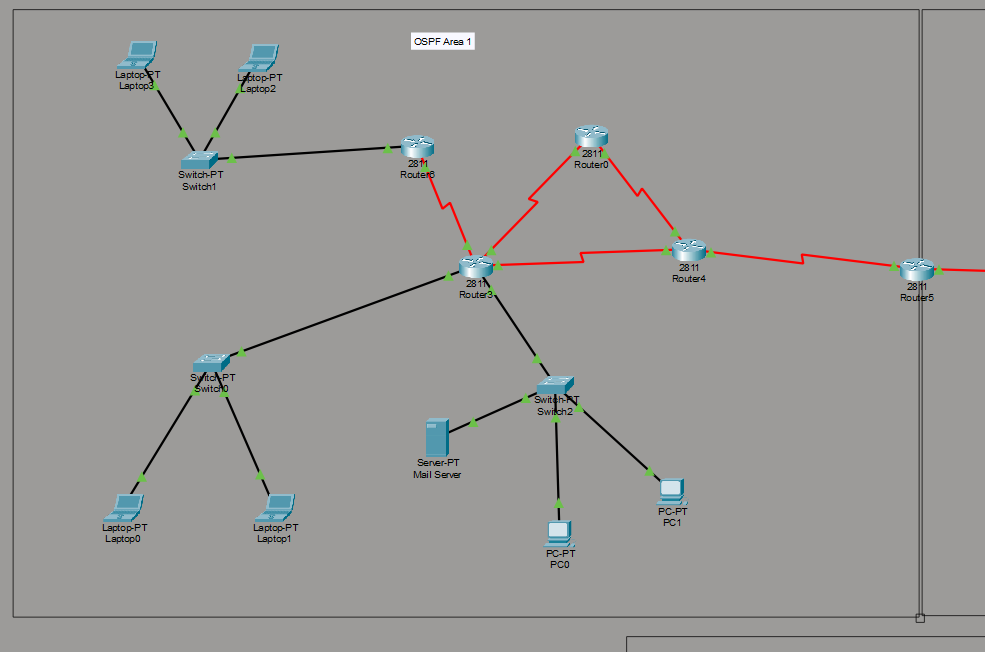 OSPF Area 1
Laptop-PT
Laptop3
Laptop-PT
Laptop2
Switch-PT
Switch1
2811
Router6
2811
Router0
2811
Router3
2811
Router4
2811
Router5
Switch-PT
Switch0
Switch-PT
Switch2
Server-PT
Mail Server
Laptop-PT
Laptop0
Laptop-PT
Laptop1
PC-PT
PC1
PC-PT
PC0